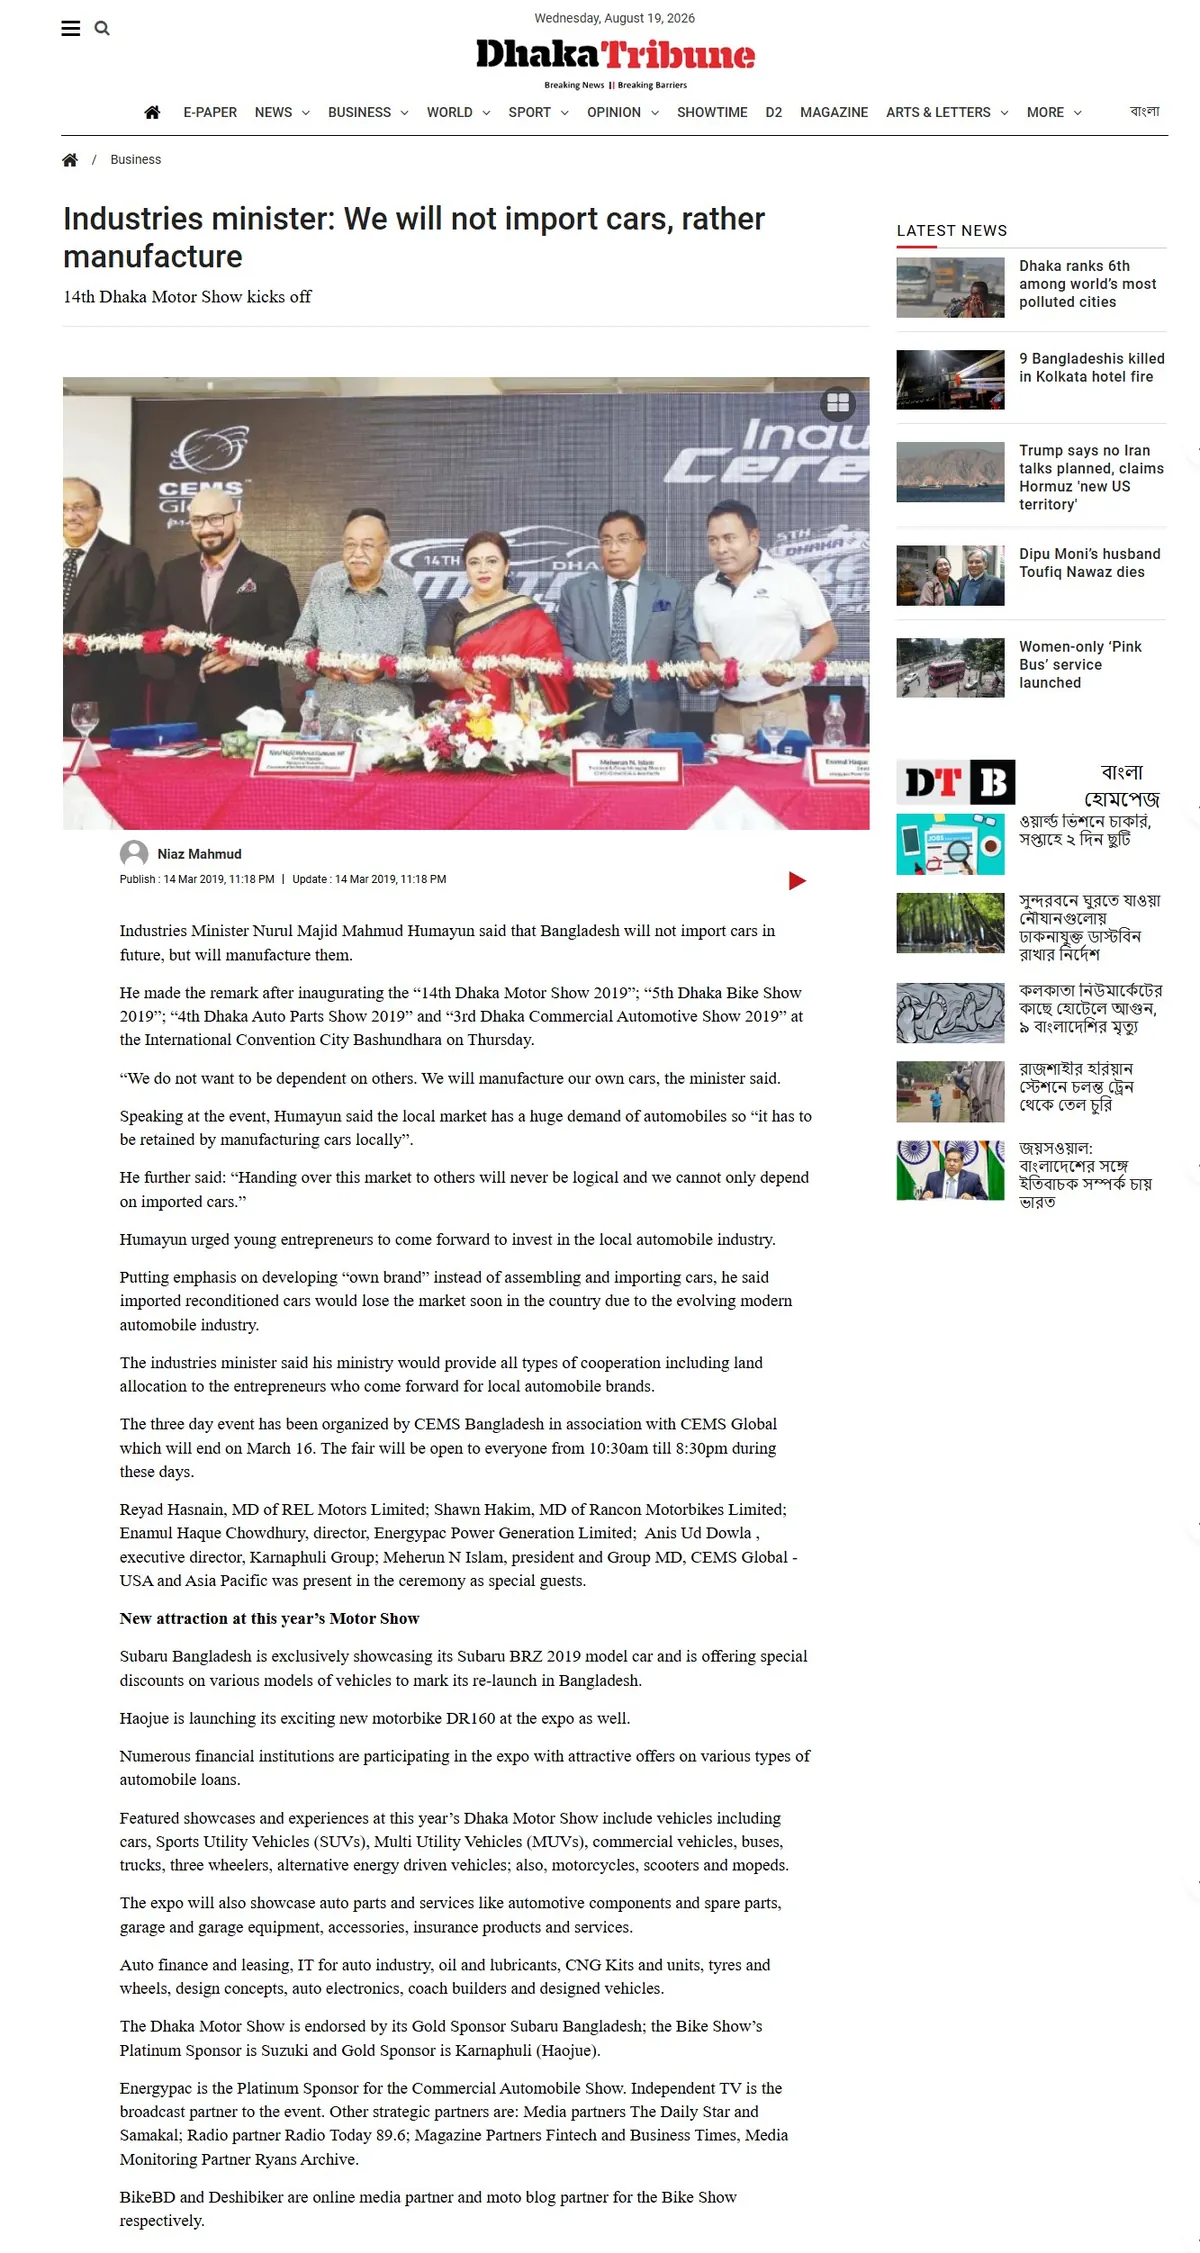 Wednesday, August 19, 2026
DhakaTribune
Breaking News || Breaking Barriers
E-PAPER NEWS BUSINESS WORLD SPORT OPINION SHOWTIME D2 MAGAZINE ARTS & LETTERS MORE বাংলা
/ Business
Industries minister: We will not import cars, rather
manufacture
14th Dhaka Motor Show kicks off
CEMS
Global
Inau
Cere
14TH
DHA
5TH
DHAKA
Nurul Majid Mahmud Humayun, MP
Meherun N. Islam
Enamul Haque
Niaz Mahmud
Publish : 14 Mar 2019, 11:18 PM | Update : 14 Mar 2019, 11:18 PM
Industries Minister Nurul Majid Mahmud Humayun said that Bangladesh will not import cars in
future, but will manufacture them.
He made the remark after inaugurating the “14th Dhaka Motor Show 2019”; “5th Dhaka Bike Show
2019”; “4th Dhaka Auto Parts Show 2019” and “3rd Dhaka Commercial Automotive Show 2019” at
the International Convention City Bashundhara on Thursday.
“We do not want to be dependent on others. We will manufacture our own cars, the minister said.
Speaking at the event, Humayun said the local market has a huge demand of automobiles so “it has to
be retained by manufacturing cars locally”.
He further said: “Handing over this market to others will never be logical and we cannot only depend
on imported cars.”
Humayun urged young entrepreneurs to come forward to invest in the local automobile industry.
Putting emphasis on developing “own brand” instead of assembling and importing cars, he said
imported reconditioned cars would lose the market soon in the country due to the evolving modern
automobile industry.
The industries minister said his ministry would provide all types of cooperation including land
allocation to the entrepreneurs who come forward for local automobile brands.
The three day event has been organized by CEMS Bangladesh in association with CEMS Global
which will end on March 16. The fair will be open to everyone from 10:30am till 8:30pm during
these days.
Reyad Hasnain, MD of REL Motors Limited; Shawn Hakim, MD of Rancon Motorbikes Limited;
Enamul Haque Chowdhury, director, Energypac Power Generation Limited;  Anis Ud Dowla ,
executive director, Karnaphuli Group; Meherun N Islam, president and Group MD, CEMS Global -
USA and Asia Pacific was present in the ceremony as special guests.
New attraction at this year’s Motor Show
Subaru Bangladesh is exclusively showcasing its Subaru BRZ 2019 model car and is offering special
discounts on various models of vehicles to mark its re-launch in Bangladesh.
Haojue is launching its exciting new motorbike DR160 at the expo as well.
Numerous financial institutions are participating in the expo with attractive offers on various types of
automobile loans.
Featured showcases and experiences at this year’s Dhaka Motor Show include vehicles including
cars, Sports Utility Vehicles (SUVs), Multi Utility Vehicles (MUVs), commercial vehicles, buses,
trucks, three wheelers, alternative energy driven vehicles; also, motorcycles, scooters and mopeds.
The expo will also showcase auto parts and services like automotive components and spare parts,
garage and garage equipment, accessories, insurance products and services.
Auto finance and leasing, IT for auto industry, oil and lubricants, CNG Kits and units, tyres and
wheels, design concepts, auto electronics, coach builders and designed vehicles.
The Dhaka Motor Show is endorsed by its Gold Sponsor Subaru Bangladesh; the Bike Show’s
Platinum Sponsor is Suzuki and Gold Sponsor is Karnaphuli (Haojue).
Energypac is the Platinum Sponsor for the Commercial Automobile Show. Independent TV is the
broadcast partner to the event. Other strategic partners are: Media partners The Daily Star and
Samakal; Radio partner Radio Today 89.6; Magazine Partners Fintech and Business Times, Media
Monitoring Partner Ryans Archive.
BikeBD and Deshibiker are online media partner and moto blog partner for the Bike Show
respectively.
LATEST NEWS
Dhaka ranks 6th
among world’s most
polluted cities
9 Bangladeshis killed
in Kolkata hotel fire
Trump says no Iran
talks planned, claims
Hormuz 'new US
territory'
Dipu Moni’s husband
Toufiq Nawaz dies
Women-only ‘Pink
Bus’ service
launched
DTB
বাংলা
হোমপেজ
JOBS
ওয়ার্ল্ড ভিশনে চাকরি,
সপ্তাহে ২ দিন ছুটি
সুন্দরবনে ঘুরতে যাওয়া
নৌযানগুলোয়
ঢাকনাযুক্ত ডাস্টবিন
রাখার নির্দেশ
কলকাতা নিউমার্কেটের
কাছে হোটেলে আগুন,
৯ বাংলাদেশির মৃত্যু
রাজশাহীর হরিয়ান
স্টেশনে চলন্ত ট্রেন
থেকে তেল চুরি
জয়সওয়াল:
বাংলাদেশের সঙ্গে
ইতিবাচক সম্পর্ক চায়
ভারত